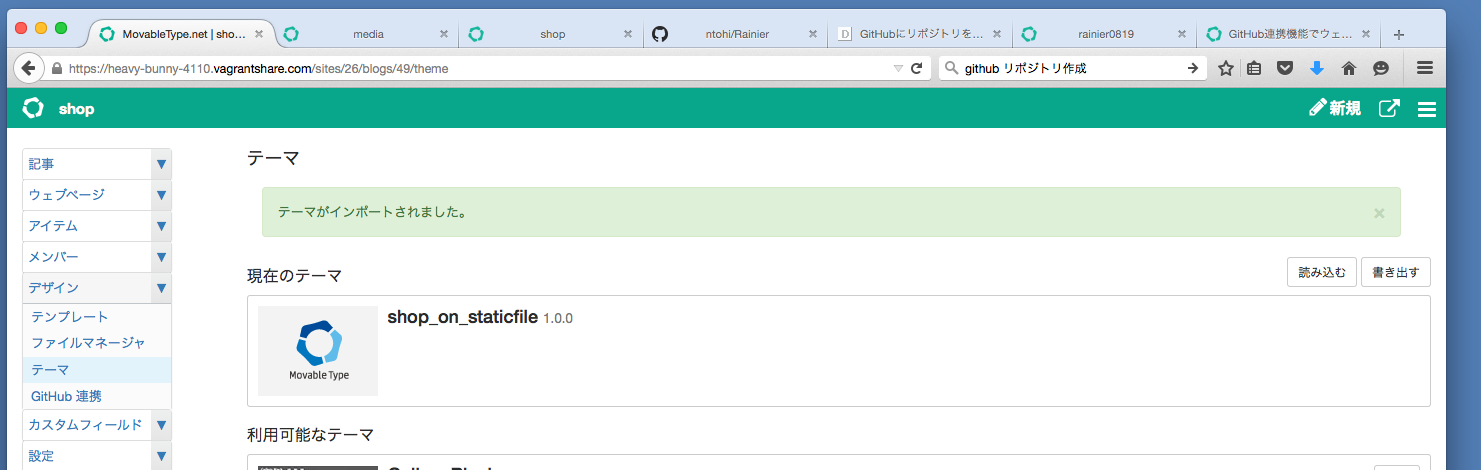 MovableType.net | sho...
media
shop
ntohi/Rainier
D GitHubにリポジトリを...
rainier0819
GitHub連携機能でウェ...
https://heavy-bunny-4110.vagrantshare.com/sites/26/blogs/49/theme
github リポジトリ作成
shop
新規
記事
ウェブページ
アイテム
メンバー
デザイン
テンプレート
ファイルマネージャ
テーマ
GitHub 連携
カスタムフィールド
設定
テーマ
テーマがインポートされました。
現在のテーマ
読み込む
書き出す
Movable Type
shop_on_staticfile 1.0.0
利用可能なテーマ